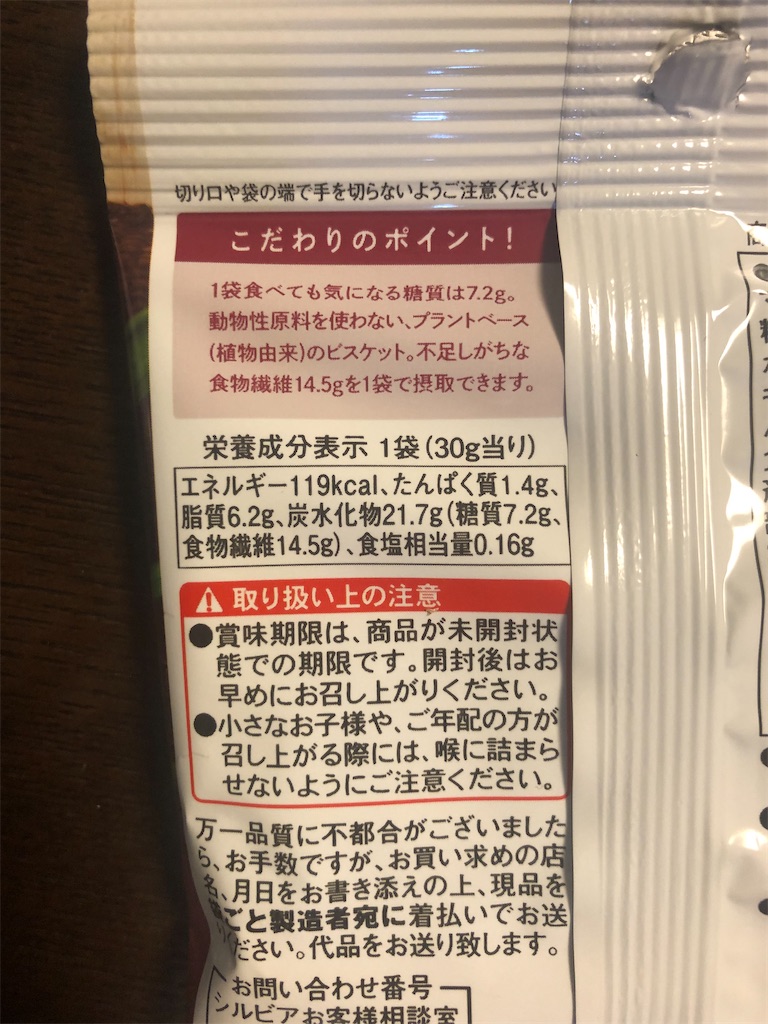 切り口や袋の端で手を切らないようご注意ください
こだわりのポイント!
1袋食べても気になる糖質は7.2g。
動物性原料を使わない、プラントベース
(植物由来)のビスケット。不足しがちな
食物繊維14.5gを1袋で摂取できます。
栄養成分表示 1袋(30g当り)
エネルギー119kcal、たんぱく質1.4g、
脂質6.2g、炭水化物21.7g(糖質7.2g、
食物繊維14.5g)、食塩相当量0.16g
取り扱い上の注意
●賞味期限は、商品が未開封状
態での期限です。開封後はお
早めにお召し上がりください。
●小さなお子様や、ご年配の方が
召し上がる際には、喉に詰まら
せないようにご注意ください。
万一品質に不都合がございました
ら、お手数ですが、お買い求めの店
名、月日をお書き添えの上、現品を
ごと製造者宛に着払いでお送
ださい。代品をお送り致します。
お問い合わせ番号
シルビアお客様相談室